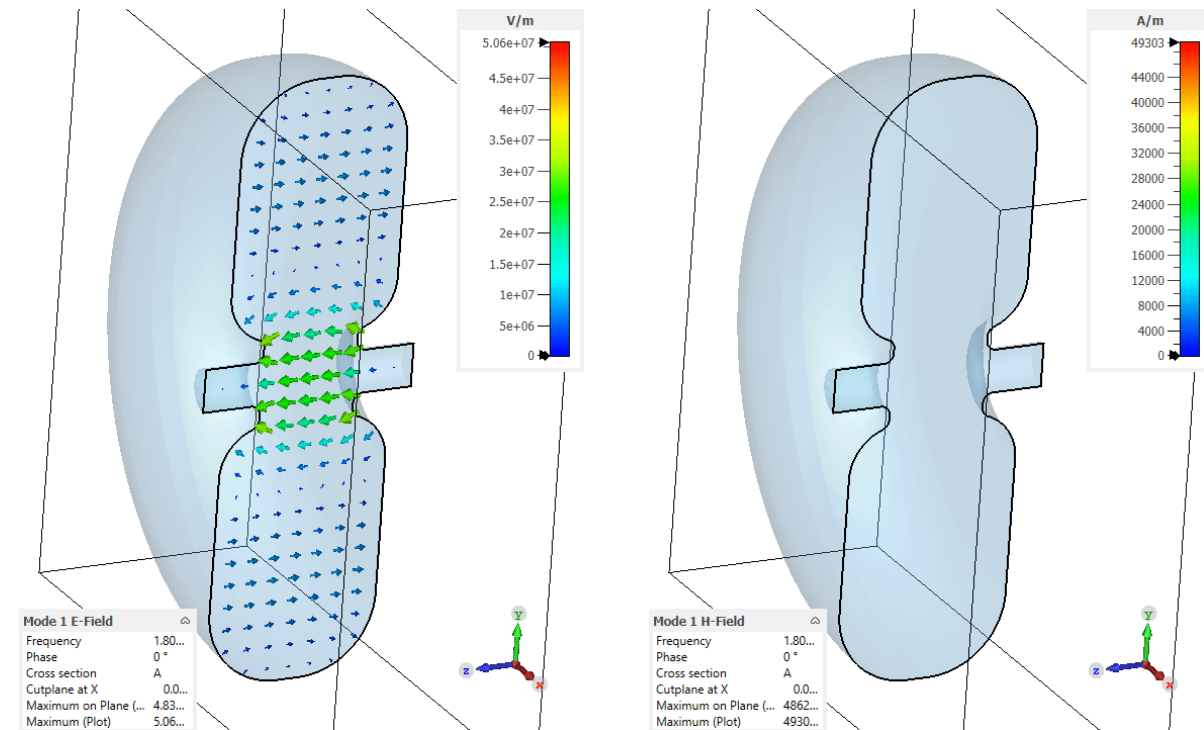 V/m
5.06e+07
4.5e+07
4e+07
3.5e+07
3e+07
2.5e+07
2e+07
1.5e+07
1e+07
5e+06
0
Mode 1 E-Field
Frequency 1.80...
Phase 0 °
Cross section A
Cutplane at X 0.0...
Maximum on Plane (... 4.83...
Maximum (Plot) 5.06...
y
z
x
A/m
49303
44000
40000
36000
32000
28000
24000
20000
16000
12000
8000
4000
0
Mode 1 H-Field
Frequency 1.80...
Phase 0 °
Cross section A
Cutplane at X 0.0...
Maximum on Plane (... 4862...
Maximum (Plot) 4930...
y
z
x